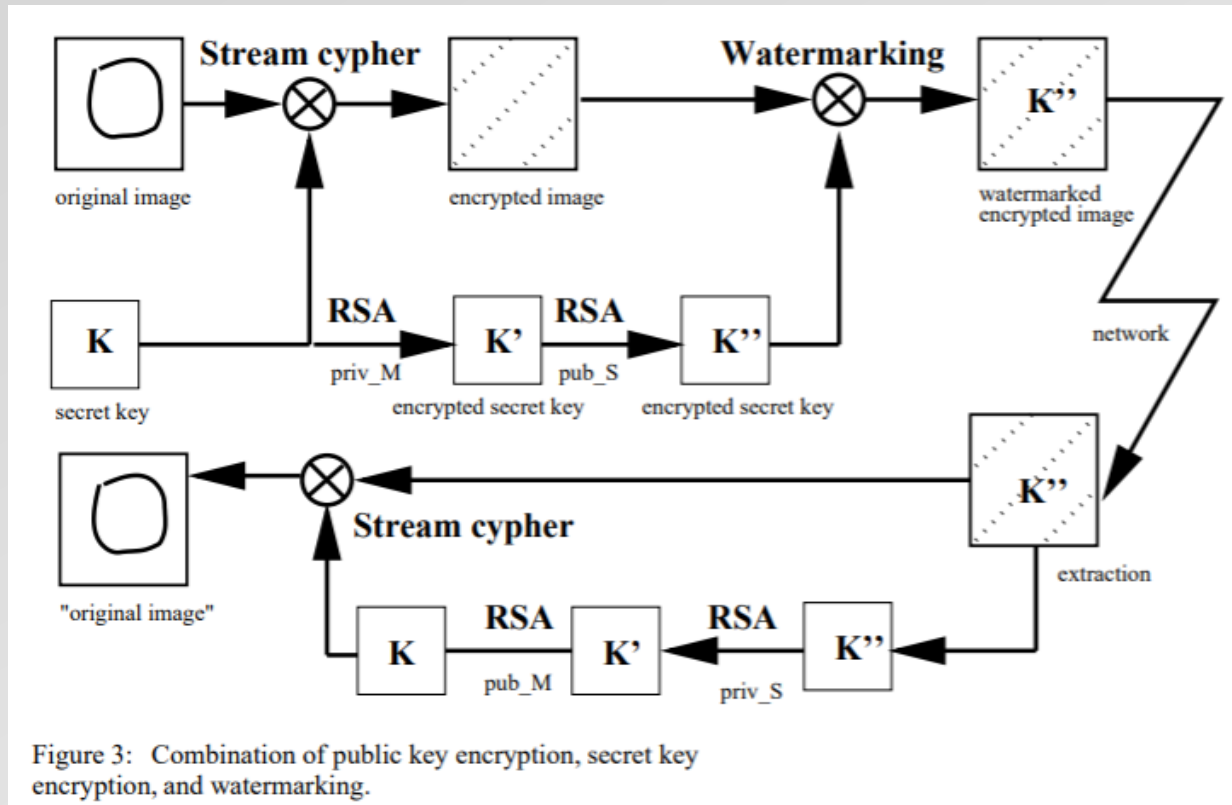 Stream cypher
Watermarking
K’’
original image
encrypted image
watermarked
encrypted image
K
RSA
priv_M
K’
RSA
pub_S
K’’
network
secret key
encrypted secret key
encrypted secret key
K’’
Stream cypher
extraction
"original image"
K
RSA
pub_M
K’
RSA
priv_S
K’’
Figure 3: Combination of public key encryption, secret key
encryption, and watermarking.